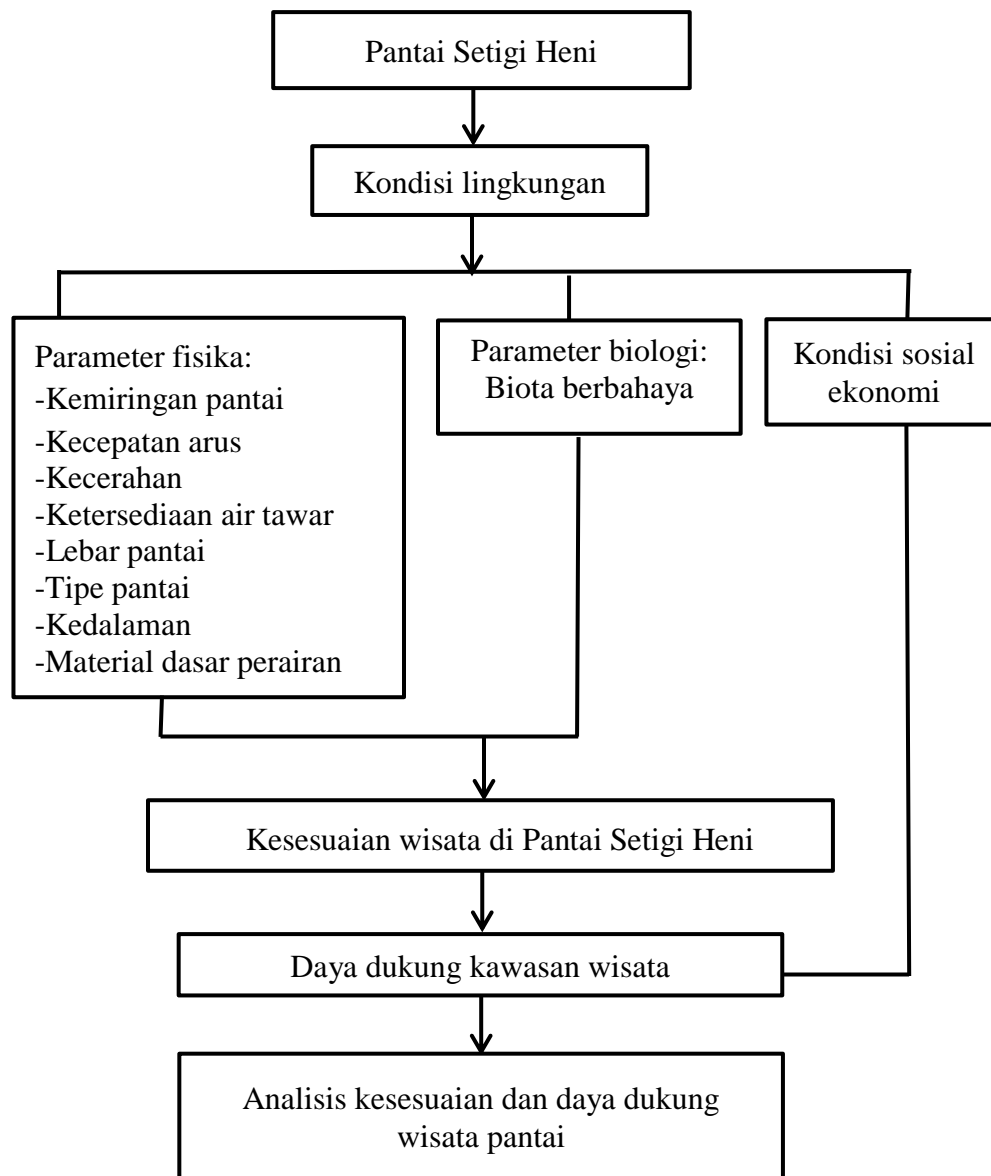 Pantai Setigi Heni
Kondisi lingkungan
Parameter fisika:
-Kemiringan pantai
-Kecepatan arus
-Kecerahan
-Ketersediaan air tawar
-Lebar pantai
-Tipe pantai
-Kedalaman
-Material dasar perairan
Parameter biologi:
Biota berbahaya
Kondisi sosial
ekonomi
Kesesuaian wisata di Pantai Setigi Heni
Daya dukung kawasan wisata
Analisis kesesuaian dan daya dukung
wisata pantai